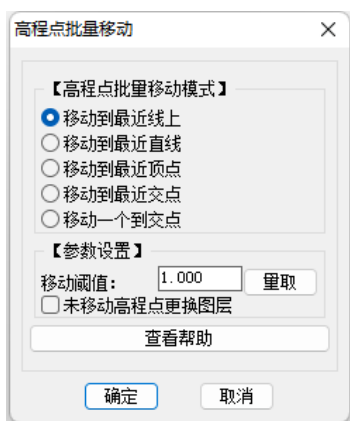 高程点批量移动
【高程点批量移动模式】
移动到最近线上
移动到最近直线
移动到最近顶点
移动到最近交点
移动一个到交点
【参数设置】
移动阈值： 1.000 量取
未移动高程点更换图层
查看帮助
确定 取消